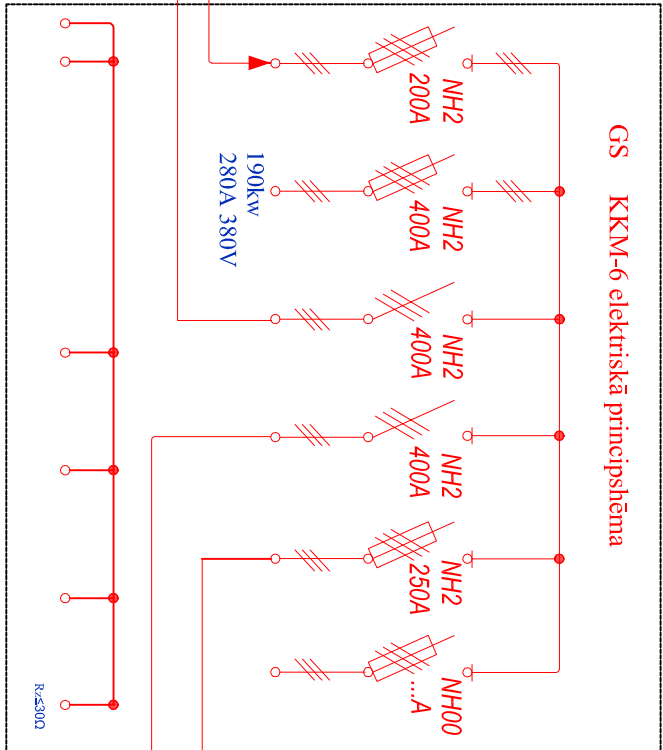 GS KKM-6 elektriskā principshēma
NH2
200A
NH2
400A
NH2
400A
NH2
400A
NH2
250A
NH00
...A
190kw
280A 380V
Rz≤30Ω